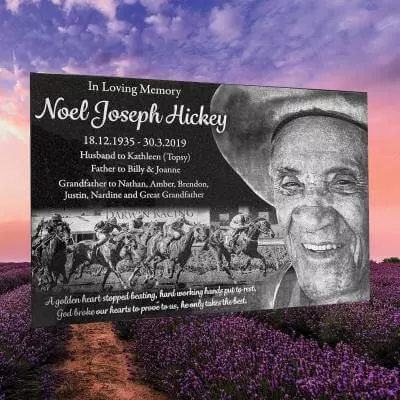 In Loving Memory
Noel Joseph Hickey
18.12.1935 - 30.3.2019
Husband to Kathleen (Topsy)
Father to Billy & Joanne
Grandfather to Nathan, Amber, Brendon,
Justin, Nardine and Great Grandfather
DARWIN RACING
A golden heart stopped beating, hard working hands put to rest,
God broke our hearts to prove to us, he only takes the best.